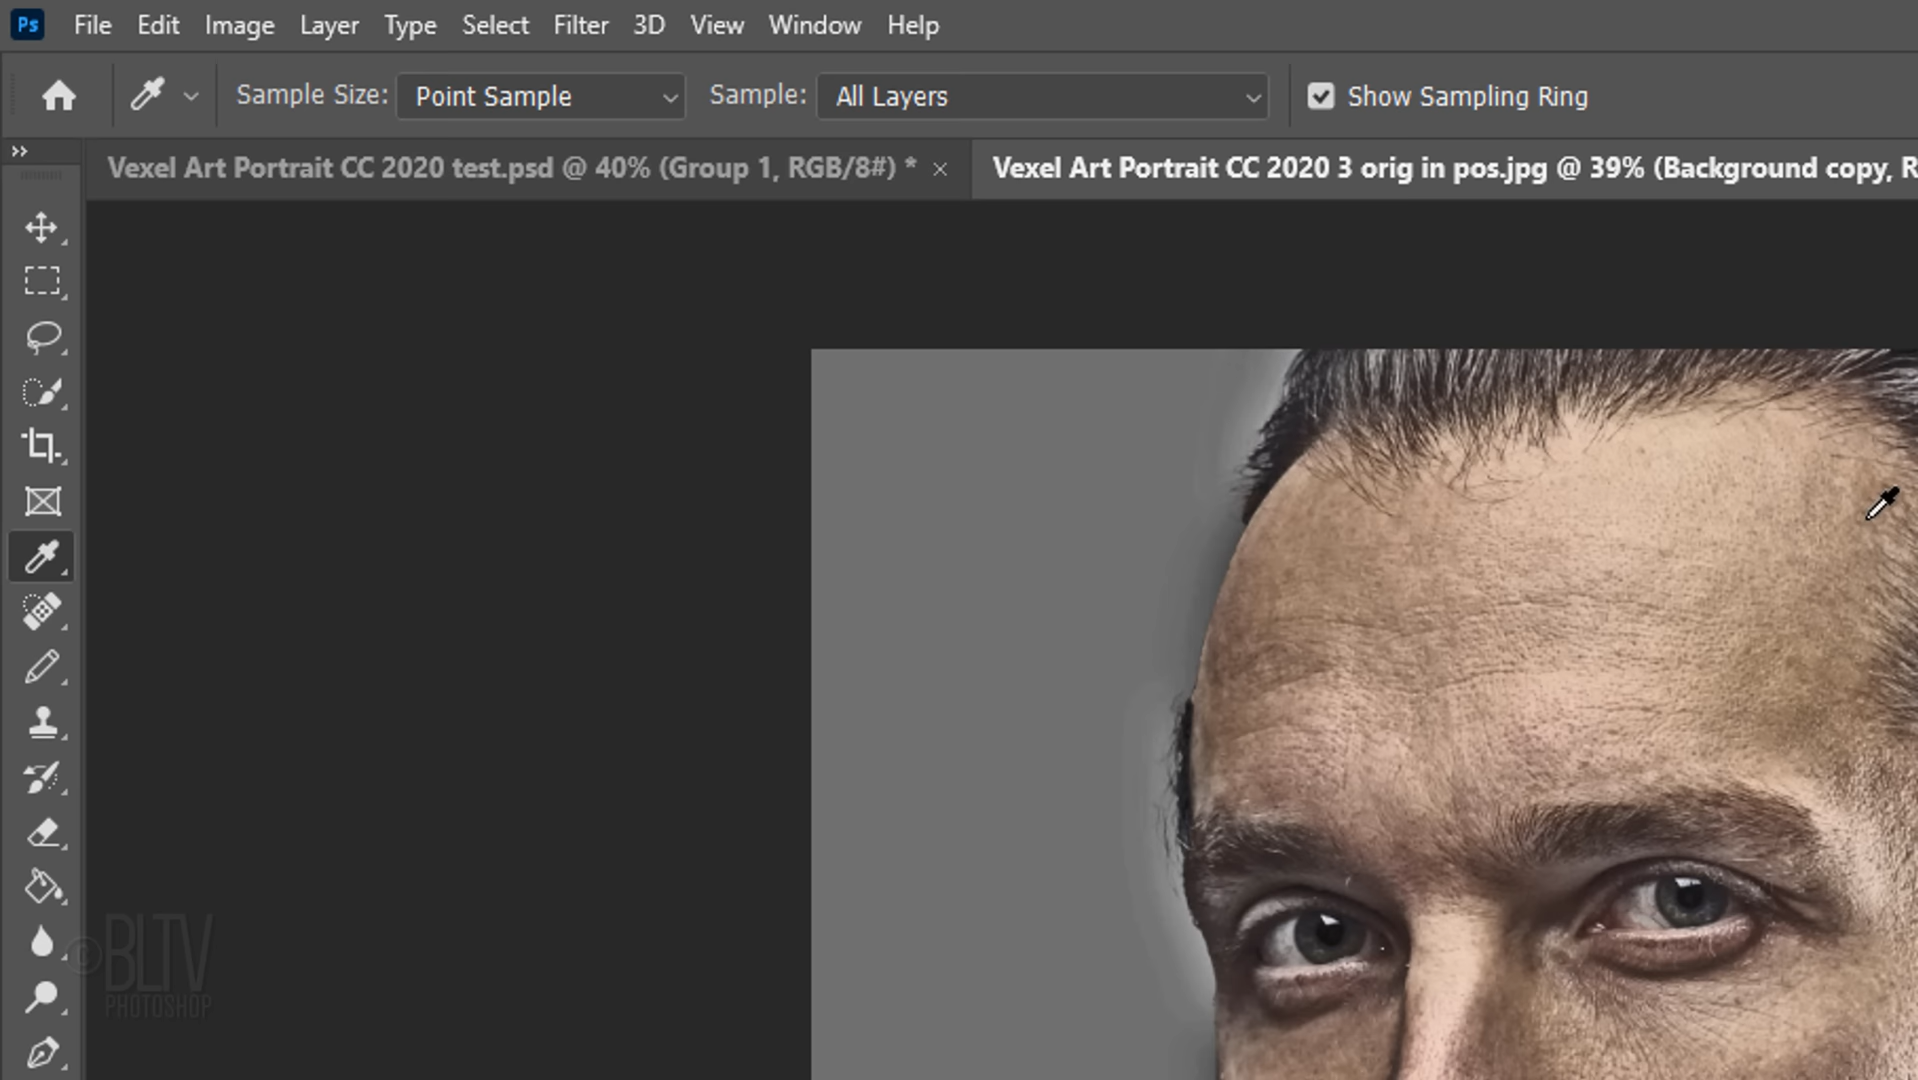 Ps File Edit Image Layer Type Select Filter 3D View Window Help
Sample Size: Point Sample Sample: All Layers Show Sampling Ring
Vexel Art Portrait CC 2020 test.psd @ 40% (Group 1, RGB/8#) * × Vexel Art Portrait CC 2020 3 orig in pos.jpg @ 39% (Background copy, R
© BLTV
PHOTOSHOP